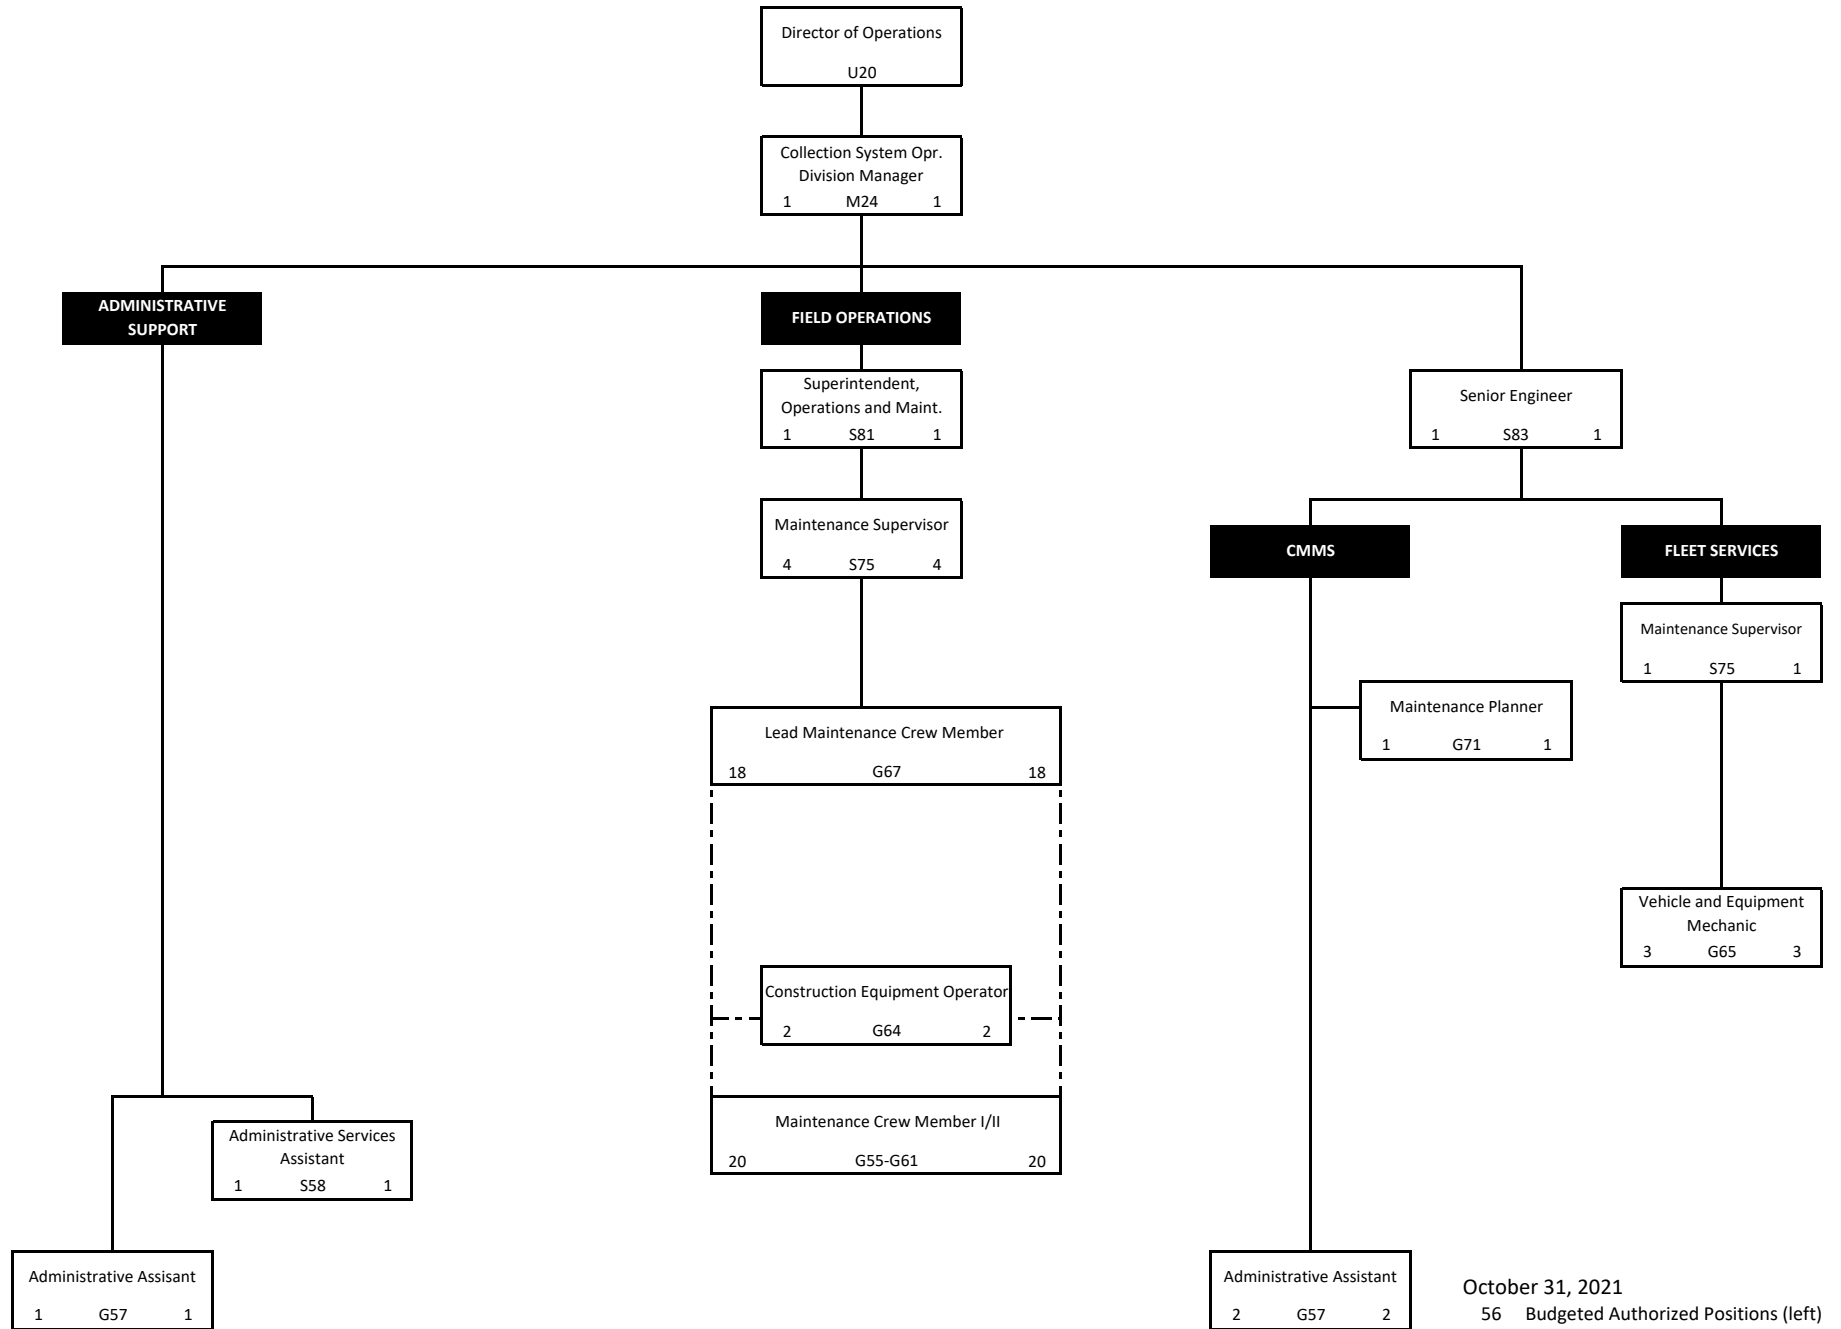 Director of Operations
U20
Collection System Opr.
Division Manager
1 M24 1
ADMINISTRATIVE
SUPPORT
FIELD OPERATIONS
Superintendent,
Operations and Maint.
1 S81 1
Senior Engineer
1 S83 1
Maintenance Supervisor
4 S75 4
CMMS
FLEET SERVICES
Maintenance Supervisor
1 S75 1
Maintenance Planner
1 G71 1
Lead Maintenance Crew Member
18 G67 18
Vehicle and Equipment
Mechanic
3 G65 3
Construction Equipment Operator
2 G64 2
Maintenance Crew Member I/II
20 G55-G61 20
Administrative Services
Assistant
1 S58 1
Administrative Assisant
1 G57 1
Administrative Assistant
2 G57 2
October 31, 2021
56 Budgeted Authorized Positions (left)